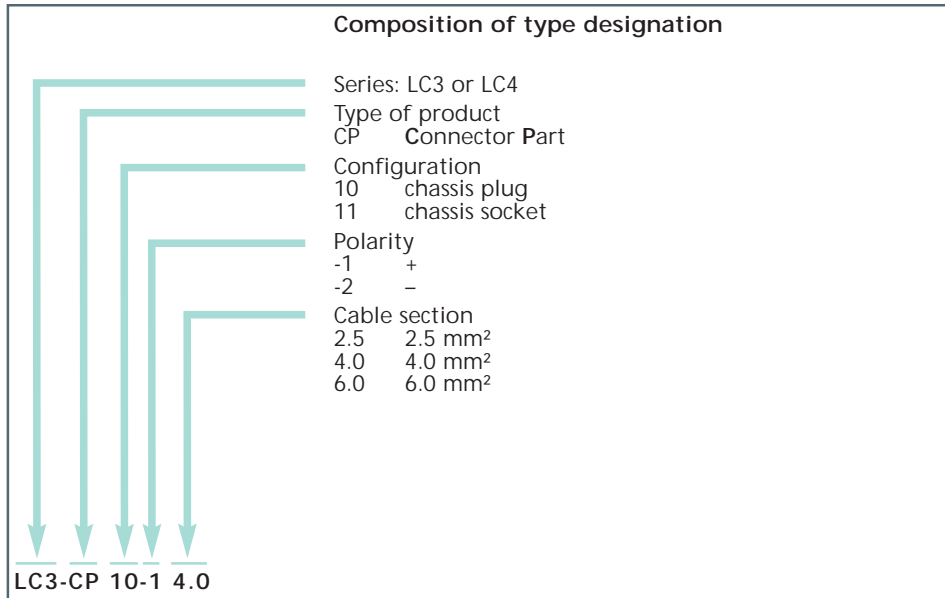 Composition of type designation
Series: LC3 or LC4
Type of product
CP Connector Part
Configuration
10 chassis plug
11 chassis socket
Polarity
-1 +
-2 –
Cable section
2.5 2.5 mm²
4.0 4.0 mm²
6.0 6.0 mm²
LC3-CP 10-1 4.0